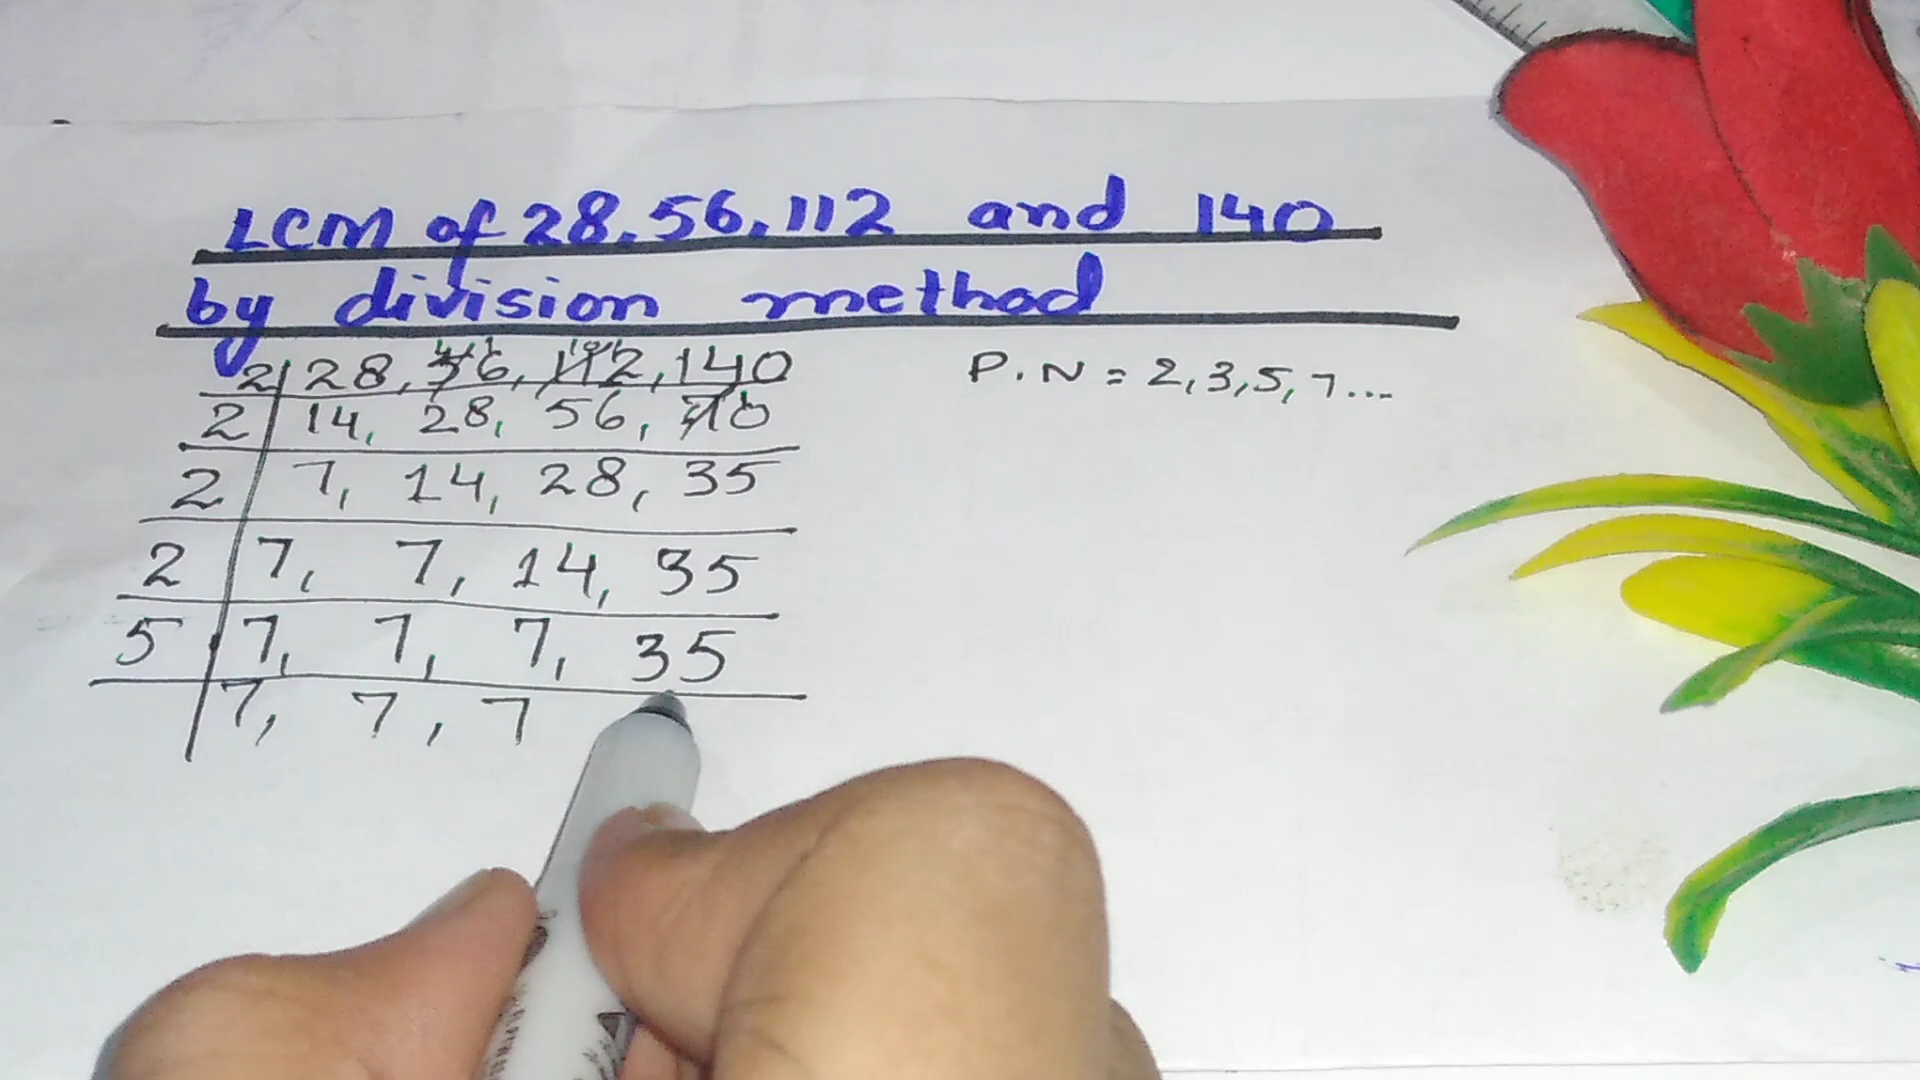 LCM of 28,56,112 and 140
by division method
2 28, 56, 112, 140
P.N = 2,3,5,7...
2 14, 28, 56, 70
2 7, 14, 28, 35
2 7, 7, 14, 35
5 7, 7, 7, 35
7, 7, 7